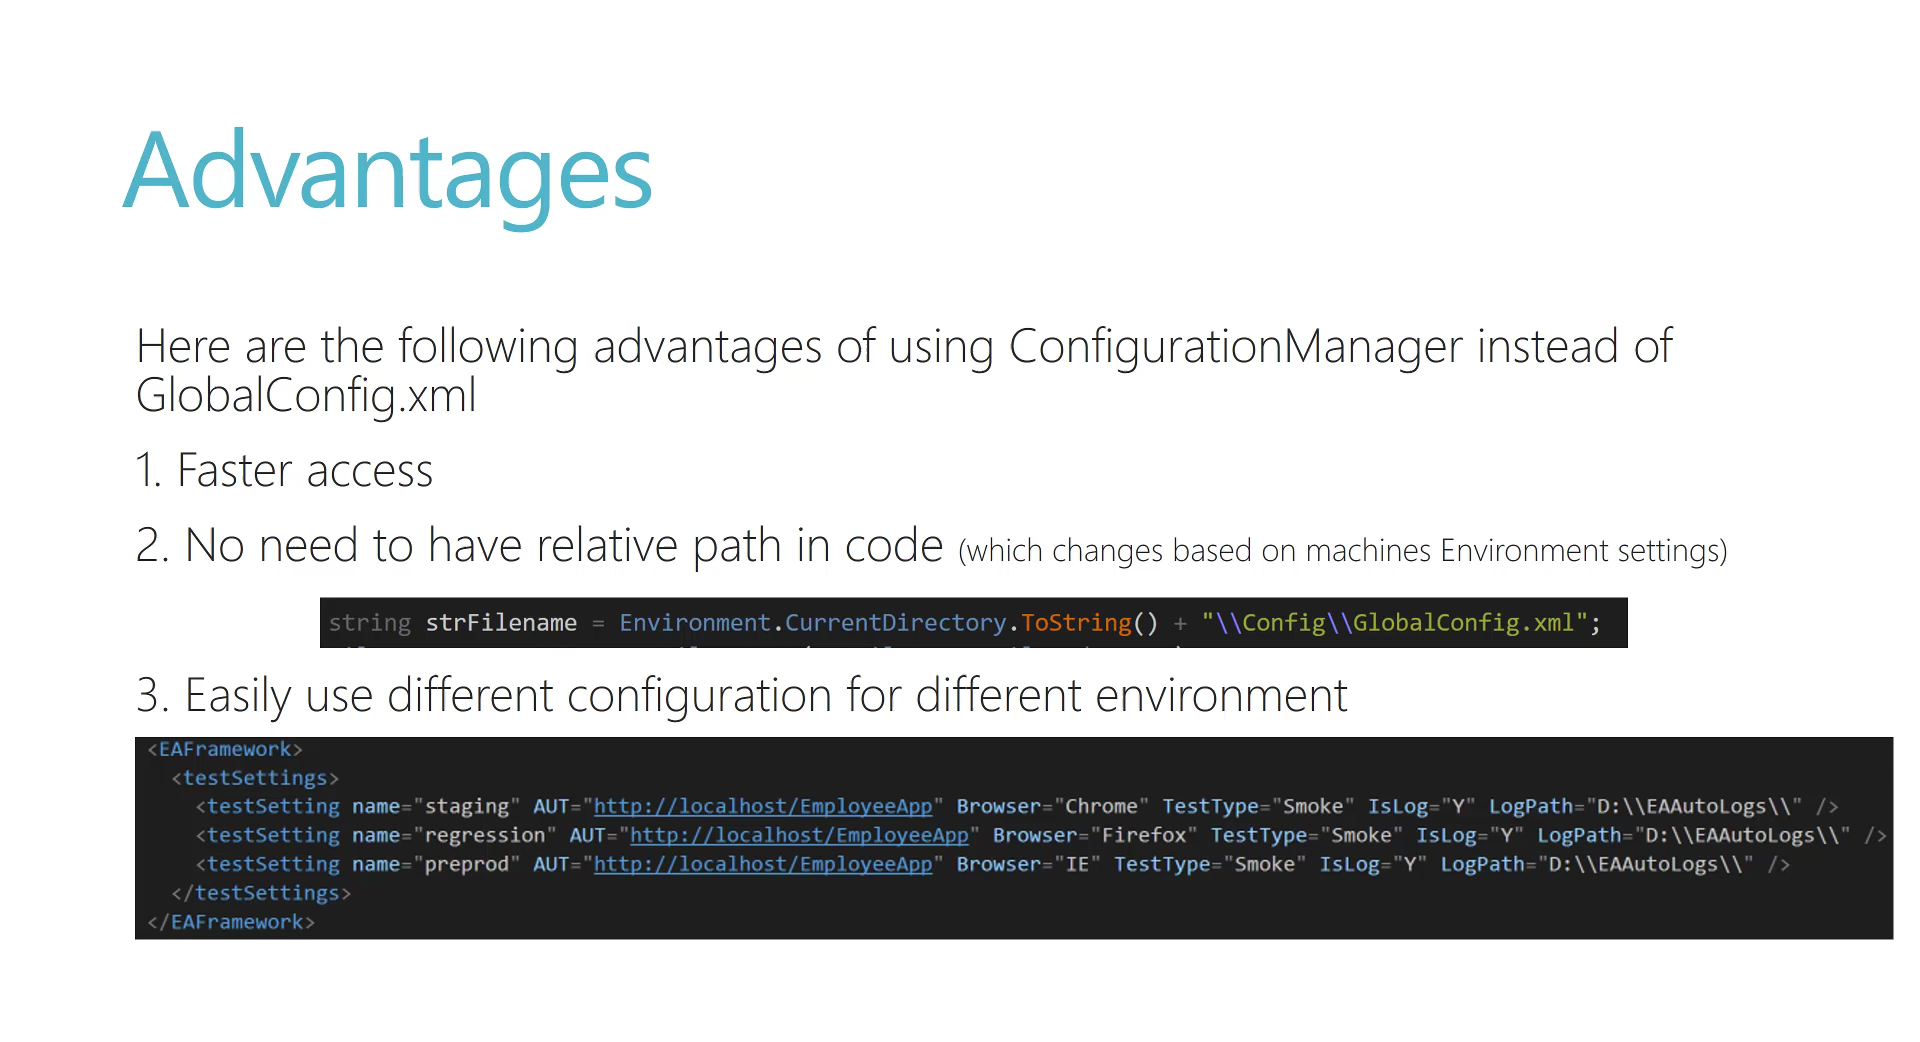 Advantages
Here are the following advantages of using ConfigurationManager instead of
GlobalConfig.xml
1. Faster access
2. No need to have relative path in code (which changes based on machines Environment settings)
string strFilename = Environment.CurrentDirectory.ToString() + "\\Config\\GlobalConfig.xml";
3. Easily use different configuration for different environment
<EAFramework>
<testSettings>
<testSetting name="staging" AUT="http://localhost/EmployeeApp" Browser="Chrome" TestType="Smoke" IsLog="Y" LogPath="D:\\EAAutoLogs\\" />
<testSetting name="regression" AUT="http://localhost/EmployeeApp" Browser="Firefox" TestType="Smoke" IsLog="Y" LogPath="D:\\EAAutoLogs\\" />
<testSetting name="preprod" AUT="http://localhost/EmployeeApp" Browser="IE" TestType="Smoke" IsLog="Y" LogPath="D:\\EAAutoLogs\\" />
</testSettings>
</EAFramework>